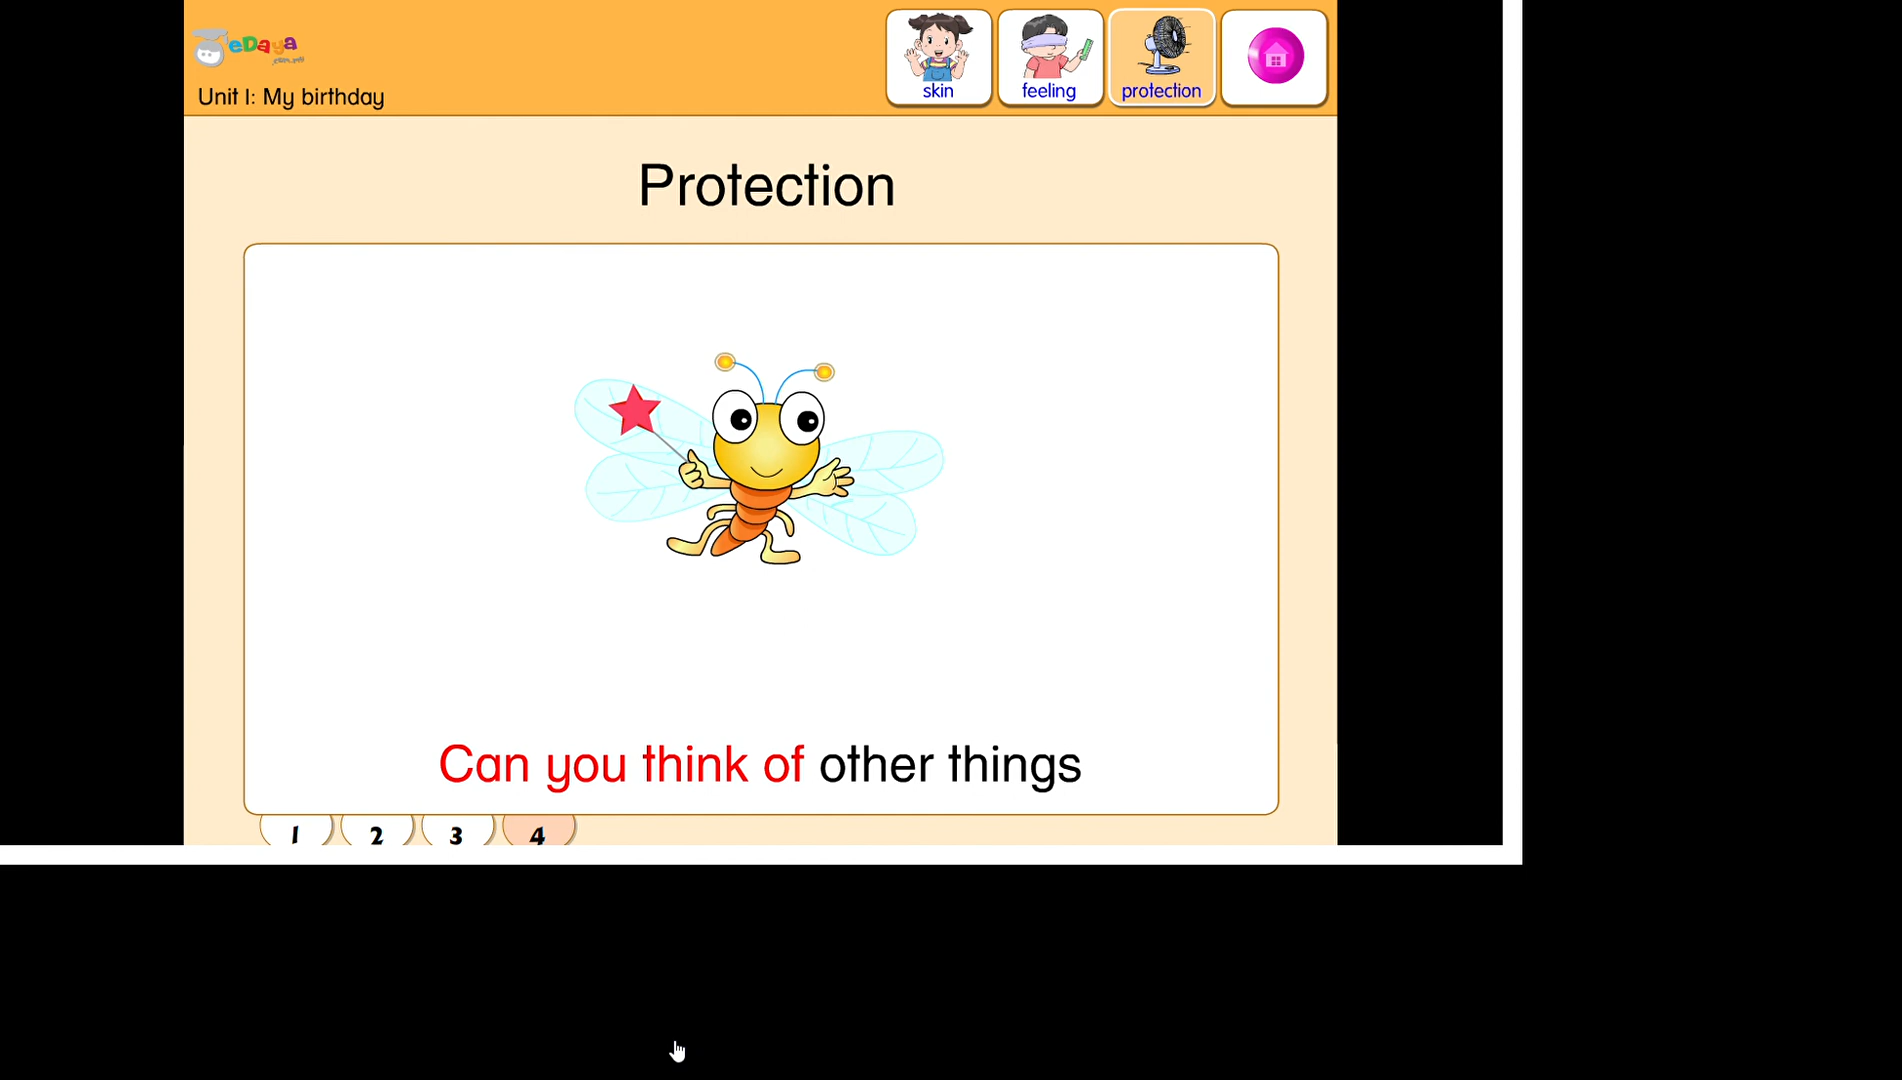 eDaya
Unit 1: My birthday
skin
feeling
protection
Protection
Can you think of other things
1
2
3
4